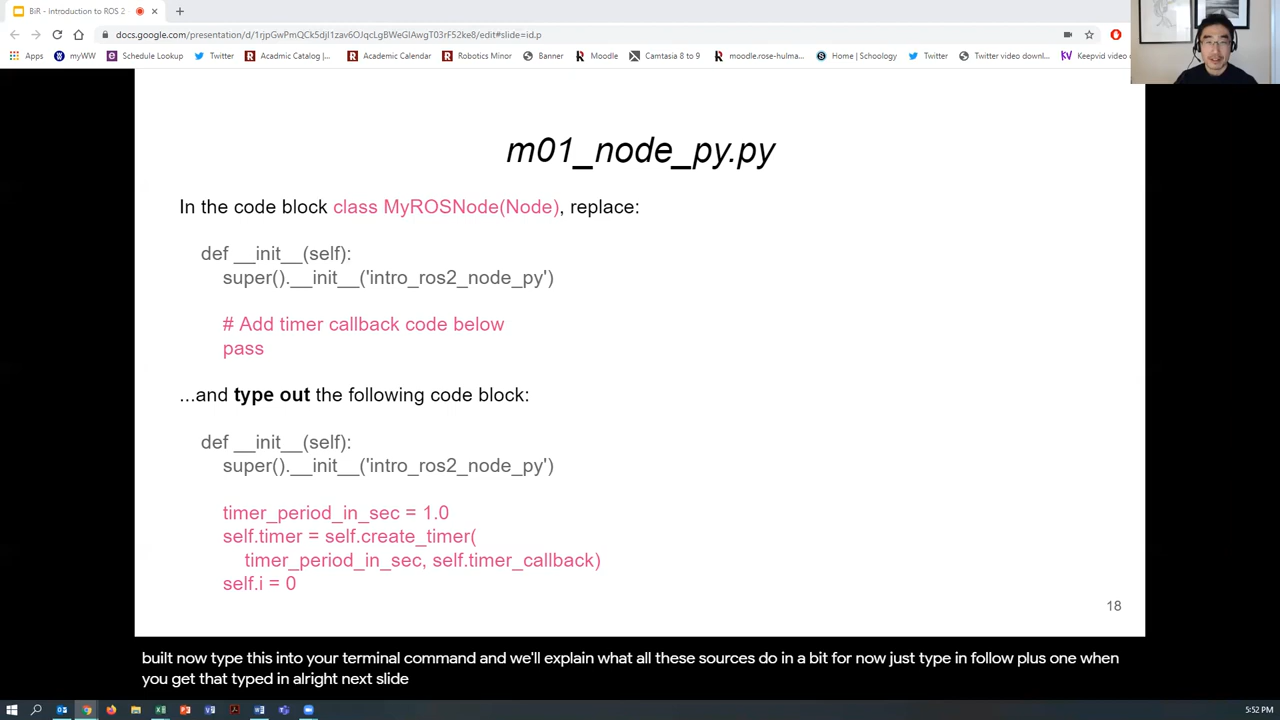 BiR - Introduction to ROS 2
docs.google.com/presentation/d/1rjpGwPmQCk5djI1zav6OJqcLgBWeGIAwgT03rF52ke8/edit#slide=id.p
Apps myWW Schedule Lookup Twitter Acadmic Catalog |... Academic Calendar Robotics Minor Banner Moodle Camtasia 8 to 9 moodle.rose-hulma... Home | Schoology Twitter Twitter video downl... Keepvid video
m01_node_py.py
In the code block class MyROSNode(Node), replace:
def __init__(self):
super().__init__('intro_ros2_node_py')
# Add timer callback code below
pass
...and type out the following code block:
def __init__(self):
super().__init__('intro_ros2_node_py')
timer_period_in_sec = 1.0
self.timer = self.create_timer(
timer_period_in_sec, self.timer_callback)
self.i = 0
18
built now type this into your terminal command and we'll explain what all these sources do in a bit for now just type in follow plus one when
you get that typed in alright next slide
5:52 PM